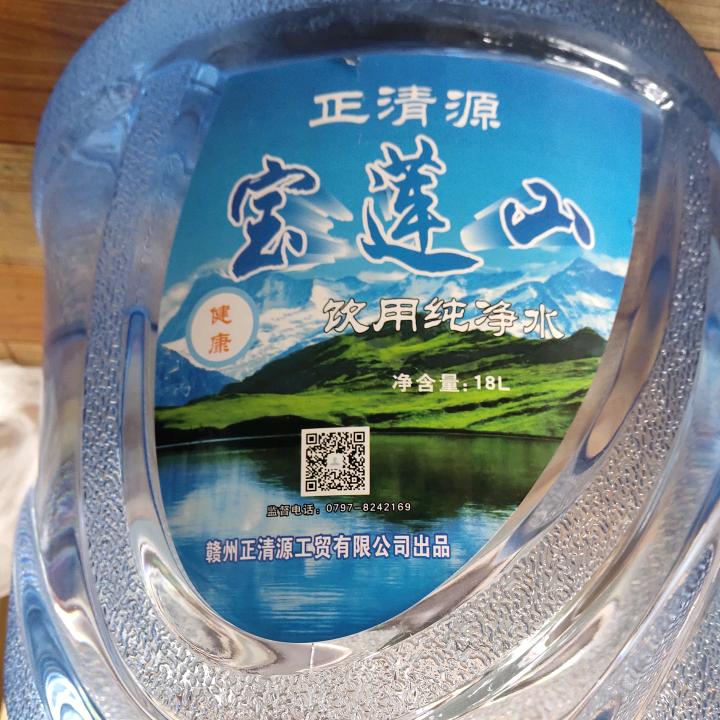 正清源
宝莲山
健康
饮用纯净水
净含量:18L
监督电话:0797-8242169
赣州正清源工贸有限公司出品